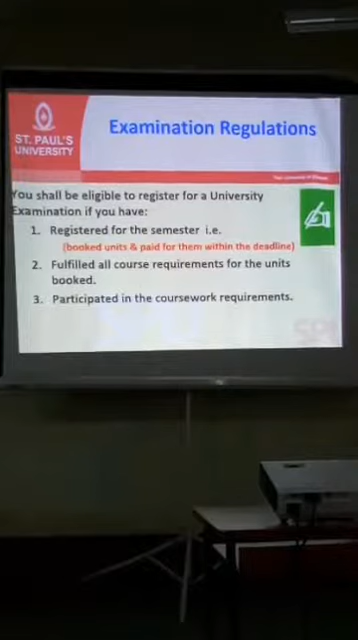 ST. PAUL'S
UNIVERSITY
Examination Regulations
You shall be eligible to register for a University
Examination if you have:
1. Registered for the semester i.e.
(booked units & paid for them within the deadline)
2. Fulfilled all course requirements for the units
booked.
3. Participated in the coursework requirements.